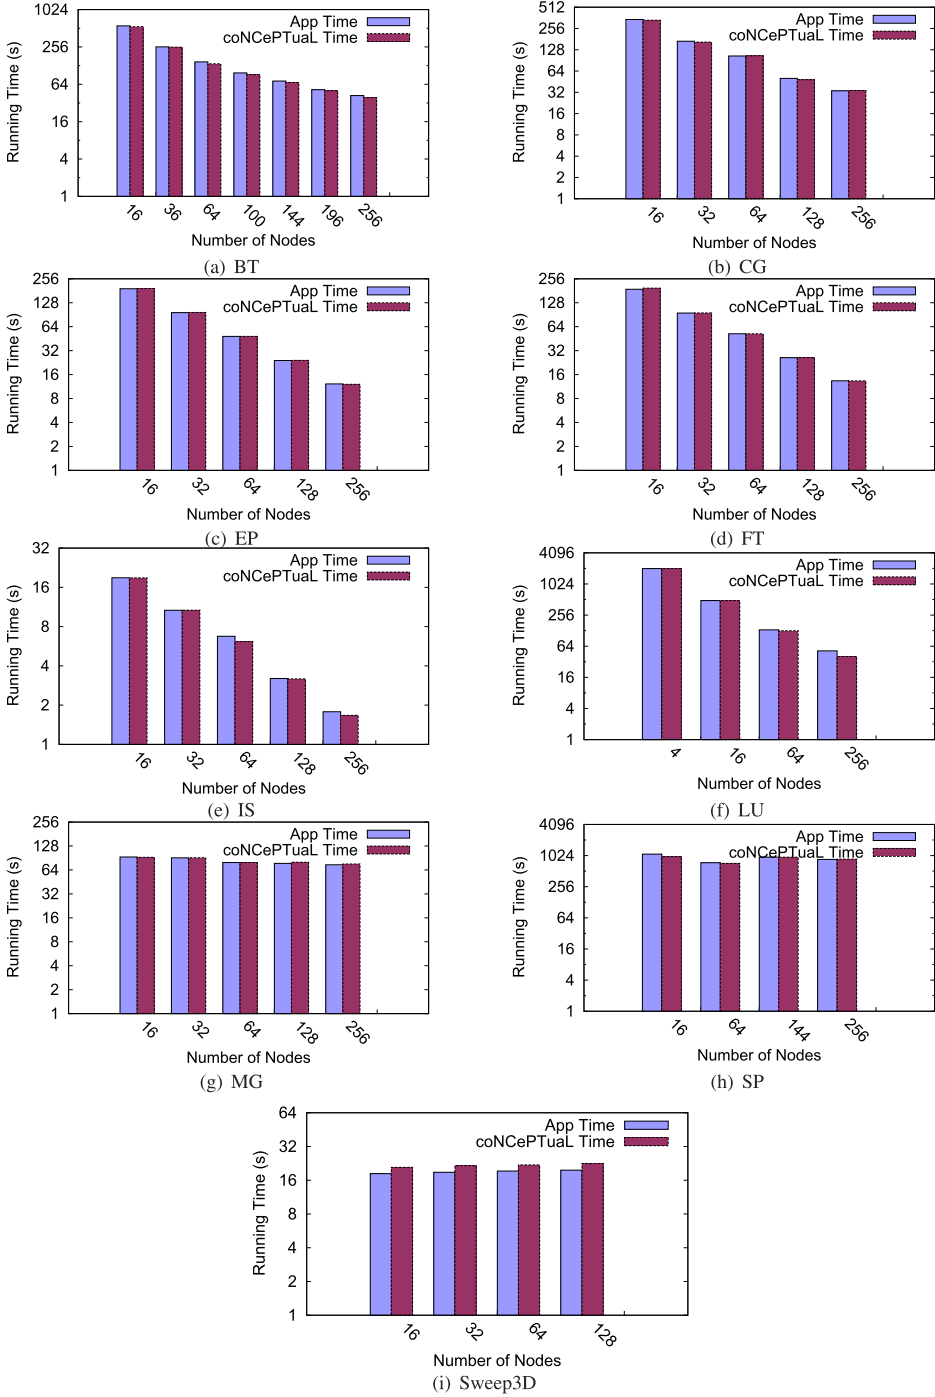 1024
256
64
16
4
1
Running Time (s)
App Time
coNCePTuaL Time
16 36 64 100 144 196 256
Number of Nodes
(a) BT
512
256
128
64
32
16
8
4
2
1
Running Time (s)
App Time
coNCePTuaL Time
16 32 64 128 256
Number of Nodes
(b) CG
256
128
64
32
16
8
4
2
1
Running Time (s)
App Time
coNCePTuaL Time
16 32 64 128 256
Number of Nodes
(c) EP
256
128
64
32
16
8
4
2
1
Running Time (s)
App Time
coNCePTuaL Time
16 32 64 128 256
Number of Nodes
(d) FT
32
16
8
4
2
1
Running Time (s)
App Time
coNCePTuaL Time
16 32 64 128 256
Number of Nodes
(e) IS
4096
1024
256
64
16
4
1
Running Time (s)
App Time
coNCePTuaL Time
4 16 64 256
Number of Nodes
(f) LU
256
128
64
32
16
8
4
2
1
Running Time (s)
App Time
coNCePTuaL Time
16 32 64 128 256
Number of Nodes
(g) MG
4096
1024
256
64
16
4
1
Running Time (s)
App Time
coNCePTuaL Time
16 64 144 256
Number of Nodes
(h) SP
64
32
16
8
4
2
1
Running Time (s)
App Time
coNCePTuaL Time
16 32 64 128
Number of Nodes
(i) Sweep3D